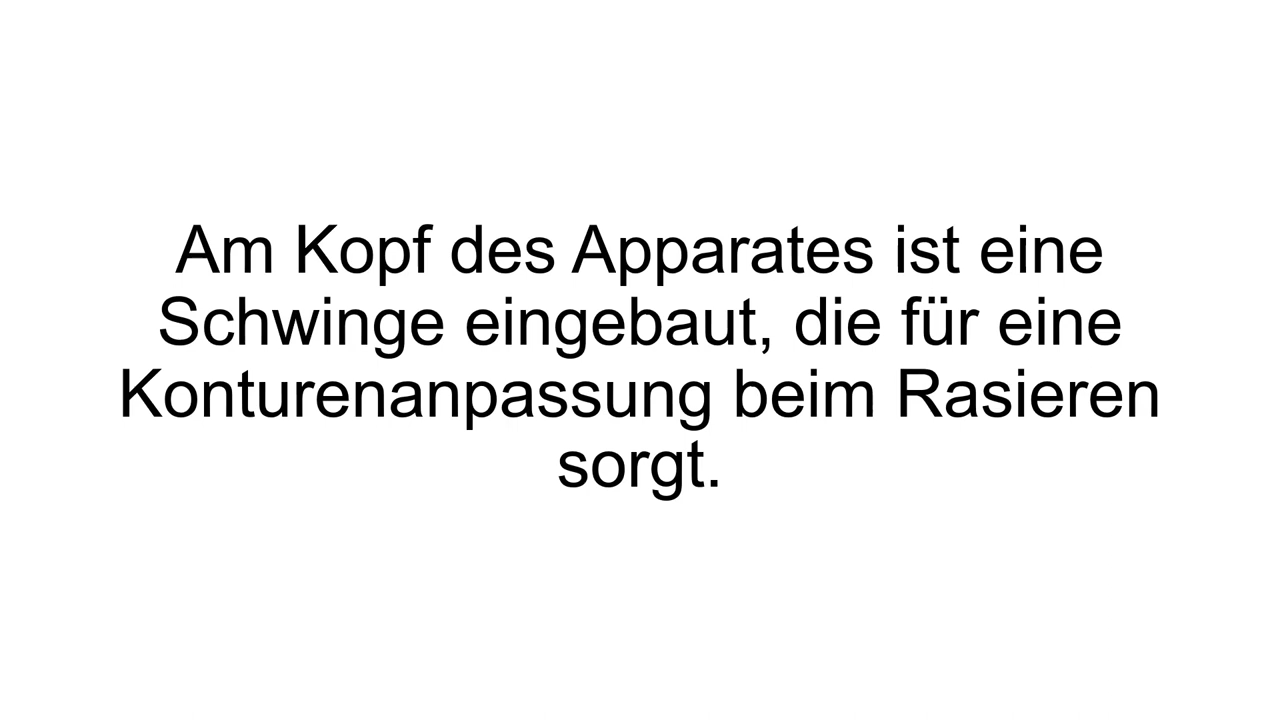 Am Kopf des Apparates ist eine
Schwinge eingebaut, die für eine
Konturenanpassung beim Rasieren
sorgt.